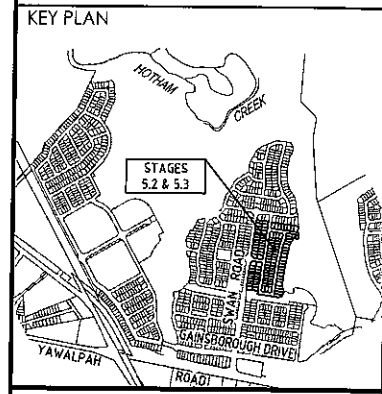 KEY PLAN
HOTHAM
CREEK
STAGES
5.2 & 5.3
SWAN ROAD
GAINSBOROUGH DRIVE
YAWALPAH
ROAD